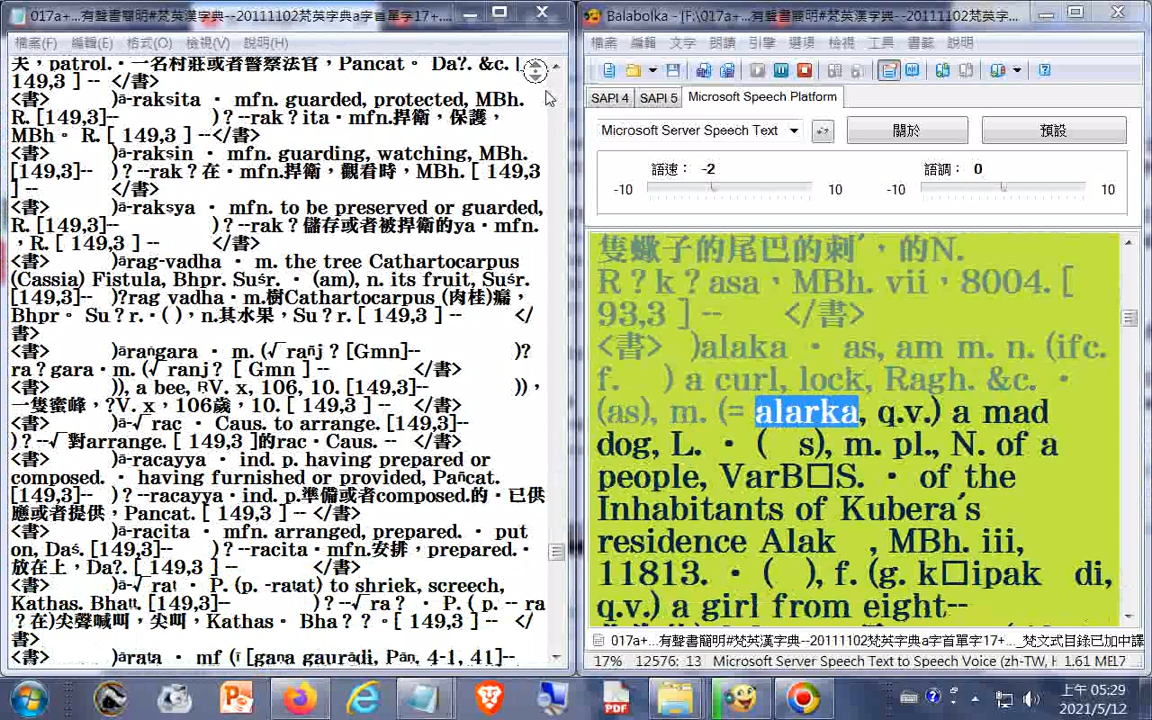 017a+...有聲書簡明#梵英漢字典--20111102梵英字典a字首單字17+...
檔案(F) 編輯(E) 格式(O) 檢視(V) 說明(H)
夫，patrol.・一名村莊或者警察法官，Pancat。 Da?. &c. [
149,3 ] -- </書>
<書> )ā-raksita ・ mfn. guarded, protected, MBh.
R. [149,3]-- )? --rak ? ita・mfn.捍衛，保護，
MBh。 R. [ 149,3 ] --</書>
<書> )ā-raksin ・ mfn. guarding, watching, MBh.
[149,3]-- )? --rak ? 在・mfn.捍衛，觀看時，MBh. [ 149,3
] -- </書>
<書> )ā-raksya ・ mfn. to be preserved or guarded,
R. [149,3]-- )? --rak ? 儲存或者被捍衛的ya・mfn.
，R. [ 149,3 ] -- </書>
<書> )ārag-vadha ・ m. the tree Cathartocarpus
(Cassia) Fistula, Bhpr. Suśr. ・ (am), n. its fruit, Suśr.
[149,3]-- )?rag vadha・m.樹Cathartocarpus (肉桂)瘺，
Bhpr。 Su ? r.・( )，n.其水果，Su ? r. [ 149,3 ] -- </
書>
<書> )āraṅgara ・ m. (√ rañj ? [Gmn]-- )?
ra ? gara・m. (√ ranj ? [ Gmn ] -- </書>
<書> )), a bee, RV. x, 106, 10. [149,3]-- ))，
一隻蜜蜂，?V. x，106歲，10. [ 149,3 ] -- </書>
<書> )ā-√ rac ・ Caus. to arrange. [149,3]--
)? --√ 對arrange. [ 149,3 ]的rac・Caus. -- </書>
<書> )ā-racayya ・ ind. p. having prepared or
composed. ・ having furnished or provided, Pañcat.
[149,3]-- )? --racayya・ind. p.準備或者composed.的・已供
應或者提供，Pancat. [ 149,3 ] -- </書>
<書> )ā-racita ・ mfn. arranged, prepared. ・ put
on, Daś. [149,3]-- )? --racita・mfn.安排，prepared.・
放在上，Da?. [ 149,3 ] -- </書>
<書> )ā-√ raṭ ・ P. (p. -raṭat) to shriek, screech,
Kathas. Bhaṭṭ. [149,3]-- )? --√ ra ? ・ P. ( p. -- ra
? 在)尖聲喊叫，尖叫，Kathas。 Bha ? ? 。[ 149,3 ] -- </
書>
<書> )āraṭa ・ mf (ī [gaṇa gaurādi, Pāṇ. 4-1, 41]--
Balabolka - [F:\017a+...有聲書簡明#梵英漢字典--20111102梵英字...
檔案 編輯 文字 朗讀 引擎 選項 檢視 工具 書籤 說明
SAPI 4 SAPI 5 Microsoft Speech Platform
Microsoft Server Speech Text 關於 預設
語速： -2 語調： 0
-10 10 -10 10
隻蠍子的尾巴的刺´，的N.
R ? k ? asa，MBh. vii，8004. [
93,3 ] -- </書>
<書> )alaka ・ as, am m. n. (ifc.
f. ) a curl, lock, Ragh. &c. ・
(as), m. (= alarka, q.v.) a mad
dog, L. ・ ( s), m. pl., N. of a
people, VarB□S. ・ of the
Inhabitants of Kubera´s
residence Alak , MBh. iii,
11813. ・ ( ), f. (g. k□ipak di,
q.v.) a girl from eight--
017a+...有聲書簡明#梵英漢字典--20111102梵英字典a字首單字17+..._梵文式目錄已加中譯
17% 12576: 13 Microsoft Server Speech Text to Speech Voice (zh-TW, H 1.61 МЕ7
上午 05:29
2021/5/12